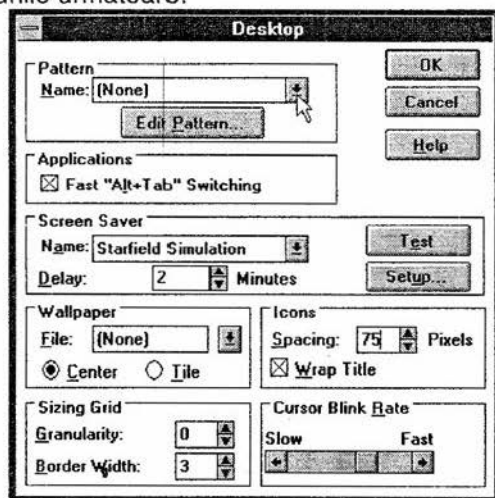 Desktop
Pattern
Name: (None)
Edit Pattern...
OK
Cancel
Help
Applications
Fast "Alt+Tab" Switching
Screen Saver
Name: Starfield Simulation
Delay: 2 Minutes
Test
Setup...
Wallpaper
File: (None)
Center Tile
Icons
Spacing: 75 Pixels
Wrap Title
Sizing Grid
Granularity: 0
Border Width: 3
Cursor Blink Rate
Slow Fast